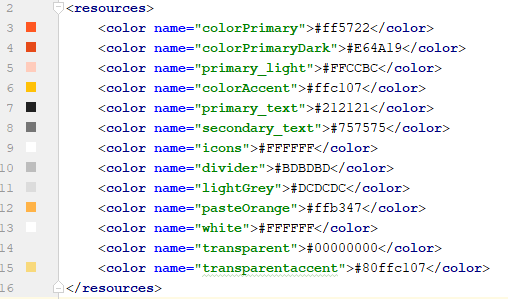 2 <resources>
3 <color name="colorPrimary">#ff5722</color>
4 <color name="colorPrimaryDark">#E64A19</color>
5 <color name="primary_light">#FFCCBC</color>
6 <color name="colorAccent">#ffc107</color>
7 <color name="primary_text">#212121</color>
8 <color name="secondary_text">#757575</color>
9 <color name="icons">#FFFFFF</color>
10 <color name="divider">#BDBDBD</color>
11 <color name="lightGrey">#DCDCDC</color>
12 <color name="pasteOrange">#ffb347</color>
13 <color name="white">#FFFFFF</color>
14 <color name="transparent">#00000000</color>
15 <color name="transparentaccent">#80ffc107</color>
16 </resources>